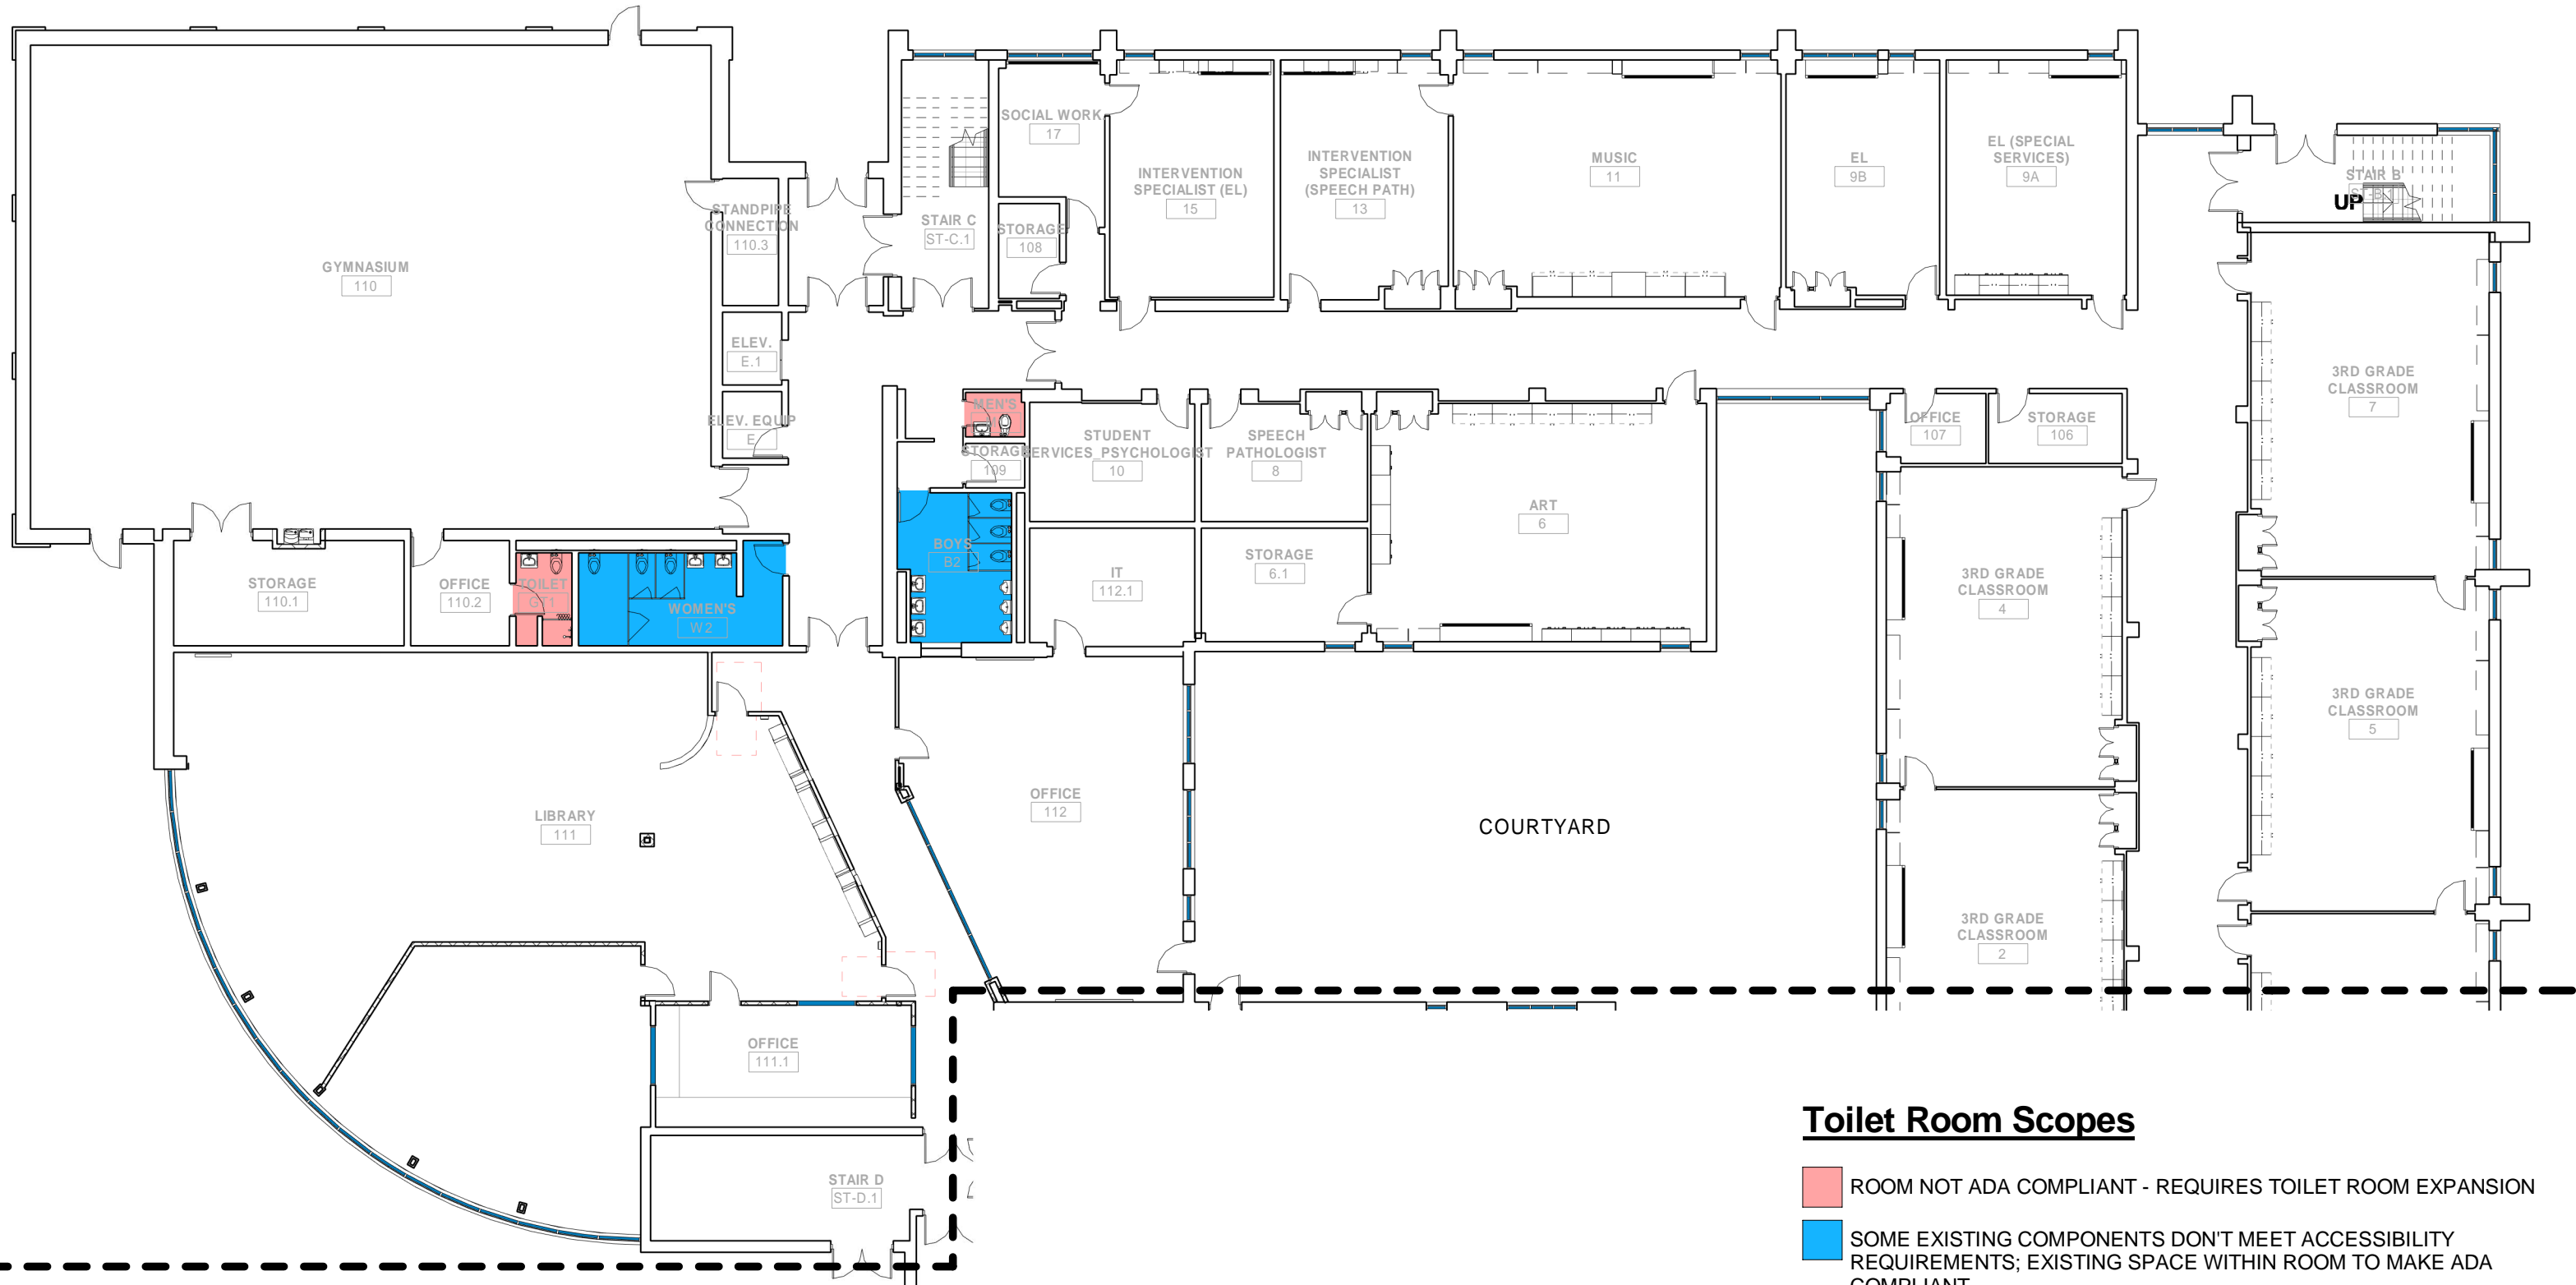 SOCIAL WORK
17
INTERVENTION
SPECIALIST (EL)
15
INTERVENTION
SPECIALIST
(SPEECH PATH)
13
MUSIC
11
EL
9B
EL (SPECIAL
SERVICES)
9A
STAIR B
UP
STANDPIPE
CONNECTION
110.3
STAIR C
ST-C.1
STORAGE
108
GYMNASIUM
110
ELEV.
E.1
ELEV. EQUIP
E
MEN'S
STORAGE
109
STUDENT
SERVICES_PSYCHOLOGIST
10
SPEECH
PATHOLOGIST
8
ART
6
OFFICE
107
STORAGE
106
3RD GRADE
CLASSROOM
7
BOYS
B2
IT
112.1
STORAGE
6.1
STORAGE
110.1
OFFICE
110.2
TOILET
GT1
WOMEN'S
W2
3RD GRADE
CLASSROOM
4
3RD GRADE
CLASSROOM
5
LIBRARY
111
OFFICE
112
COURTYARD
3RD GRADE
CLASSROOM
2
OFFICE
111.1
STAIR D
ST-D.1
Toilet Room Scopes
ROOM NOT ADA COMPLIANT - REQUIRES TOILET ROOM EXPANSION
SOME EXISTING COMPONENTS DON'T MEET ACCESSIBILITY
REQUIREMENTS; EXISTING SPACE WITHIN ROOM TO MAKE ADA
COMPLIANT